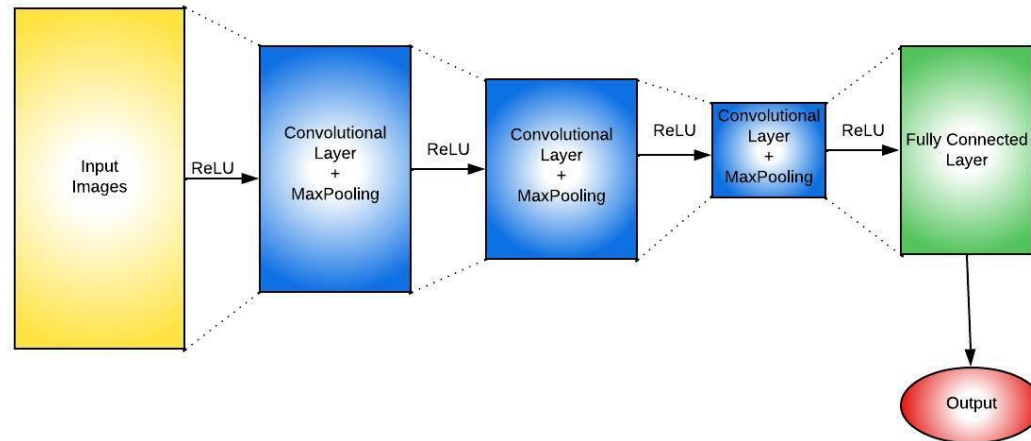 Input
Images
ReLU
Convolutional
Layer
+
MaxPooling
ReLU
Convolutional
Layer
+
MaxPooling
ReLU
Convolutional
Layer
+
MaxPooling
ReLU
Fully Connected
Layer
Output